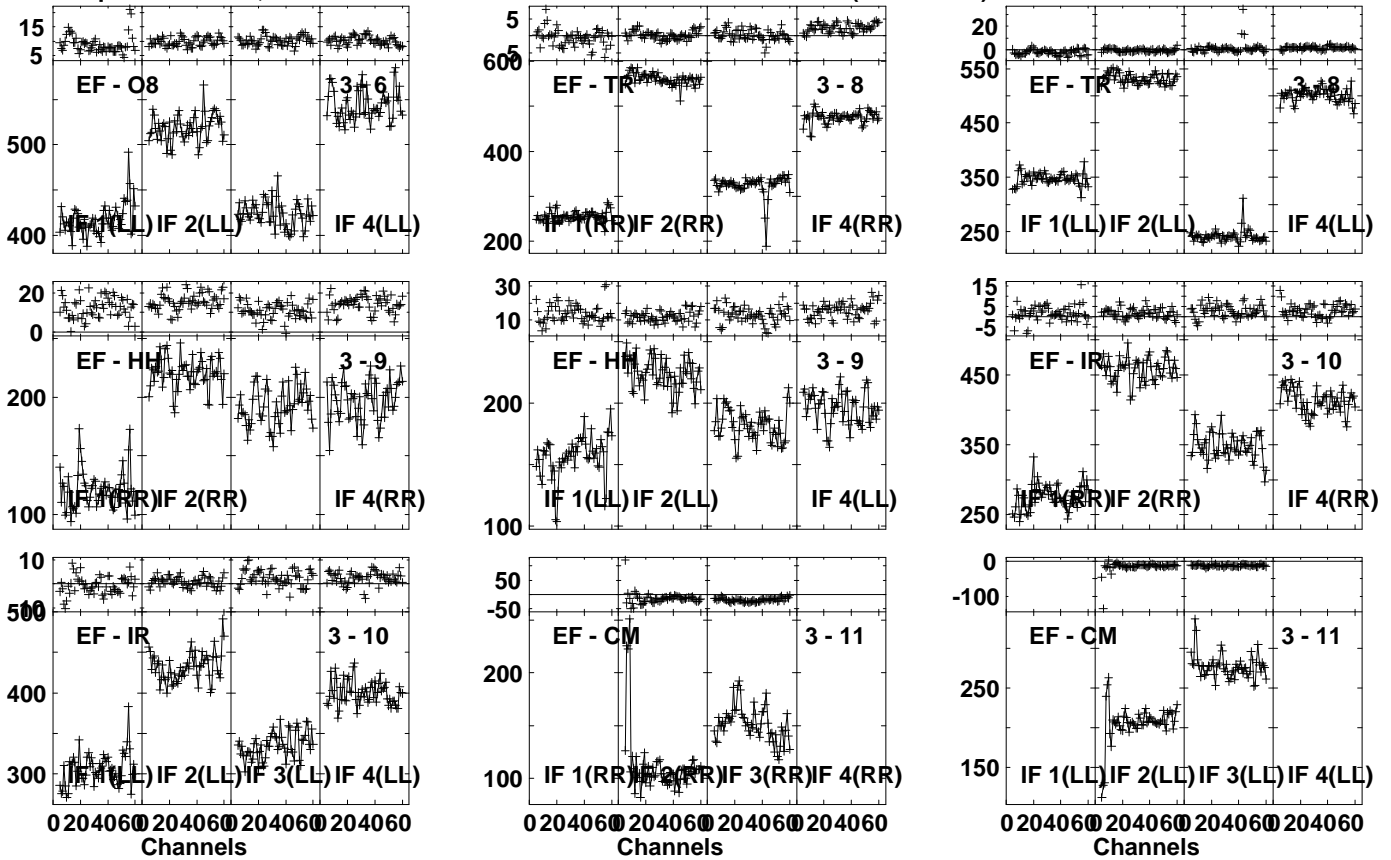 15
5
500
400
EF - O8
3 - 6
IF 1(LL) IF 2(LL) IF 4(LL)
5
-5
600
400
200
EF - TR
3 - 8
IF 1(RR) IF 2(RR) IF 4(RR)
20
0
550
450
350
250
EF - TR
3 - 8
IF 1(LL) IF 2(LL) IF 4(LL)
20
10
0
200
100
EF - HH
3 - 9
IF 1(RR) IF 2(RR) IF 4(RR)
30
10
200
100
EF - HH
3 - 9
IF 1(LL) IF 2(LL) IF 4(LL)
15
5
-5
450
350
250
EF - IR
3 - 10
IF 1(RR) IF 2(RR) IF 4(RR)
10
500
400
300
EF - IR
3 - 10
IF 1(LL) IF 2(LL) IF 3(LL) IF 4(LL)
0 20 40 60 0 20 40 60 0 20 40 60 0 20 40 60
Channels
50
-50
200
100
EF - CM
3 - 11
IF 1(RR) IF 2(RR) IF 3(RR) IF 4(RR)
0 20 40 60 0 20 40 60 0 20 40 60 0 20 40 60
Channels
0
-100
250
150
EF - CM
3 - 11
IF 1(LL) IF 2(LL) IF 3(LL) IF 4(LL)
0 20 40 60 0 20 40 60 0 20 40 60 0 20 40 60
Channels